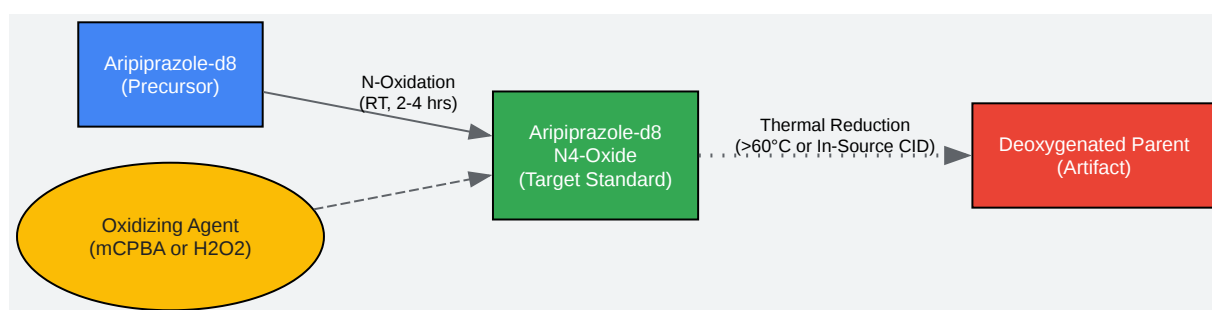 Aripiprazole-d8
(Precursor)
N-Oxidation
(RT, 2-4 hrs)
Oxidizing Agent
(mCPBA or H2O2)
Aripiprazole-d8
N4-Oxide
(Target Standard)
Thermal Reduction
(>60°C or In-Source CID)
Deoxygenated Parent
(Artifact)